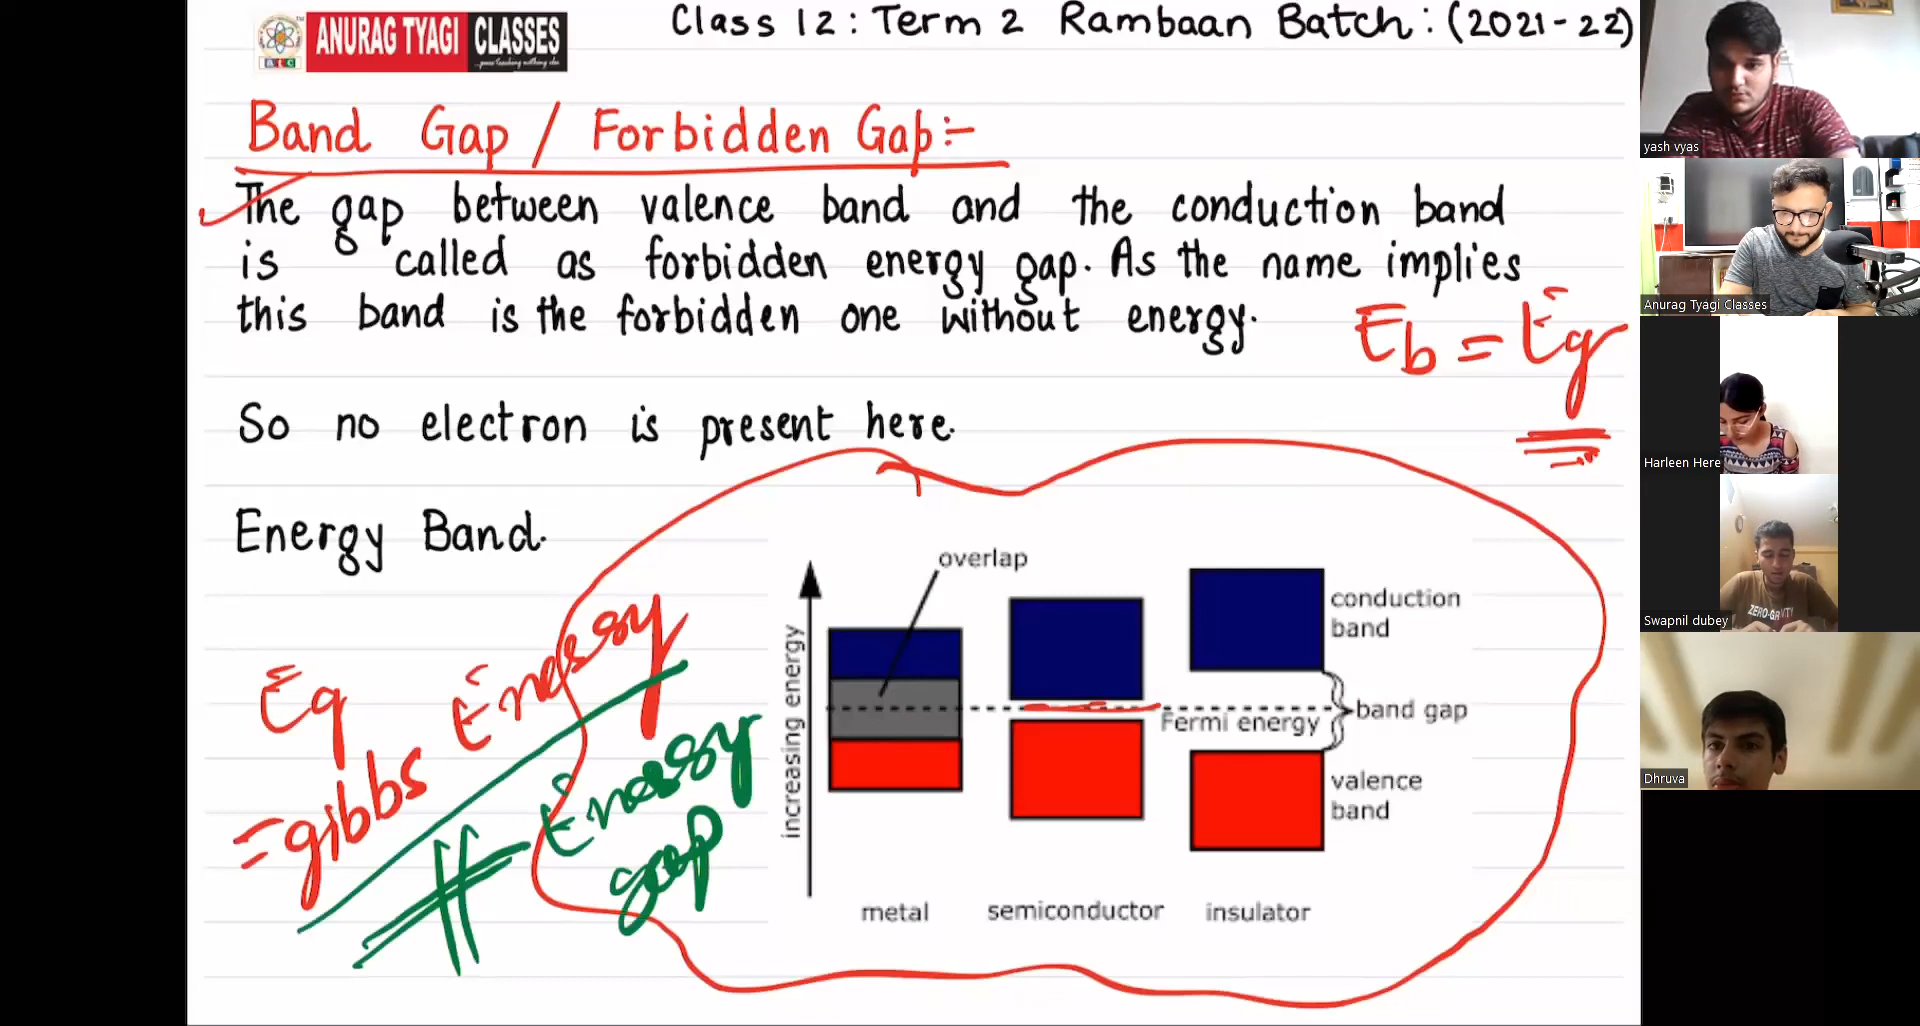 ANURAG TYAGI CLASSES
Class 12 : Term 2 Rambaan Batch : (2021-22)
Band Gap / Forbidden Gap :-
The gap between valence band and the conduction band
is called as forbidden energy gap. As the name implies
this band is the forbidden one without energy.
Eb = Eg
So no electron is present here.
Energy Band.
Eg
= gibbs Energy
# Energy
gap
overlap
increasing energy
conduction
band
Fermi energy
band gap
valence
band
metal
semiconductor
insulator
yash vyas
Anurag Tyagi Classes
Harleen Here
ZERO-GRVTY
Swapnil dubey
Dhruva